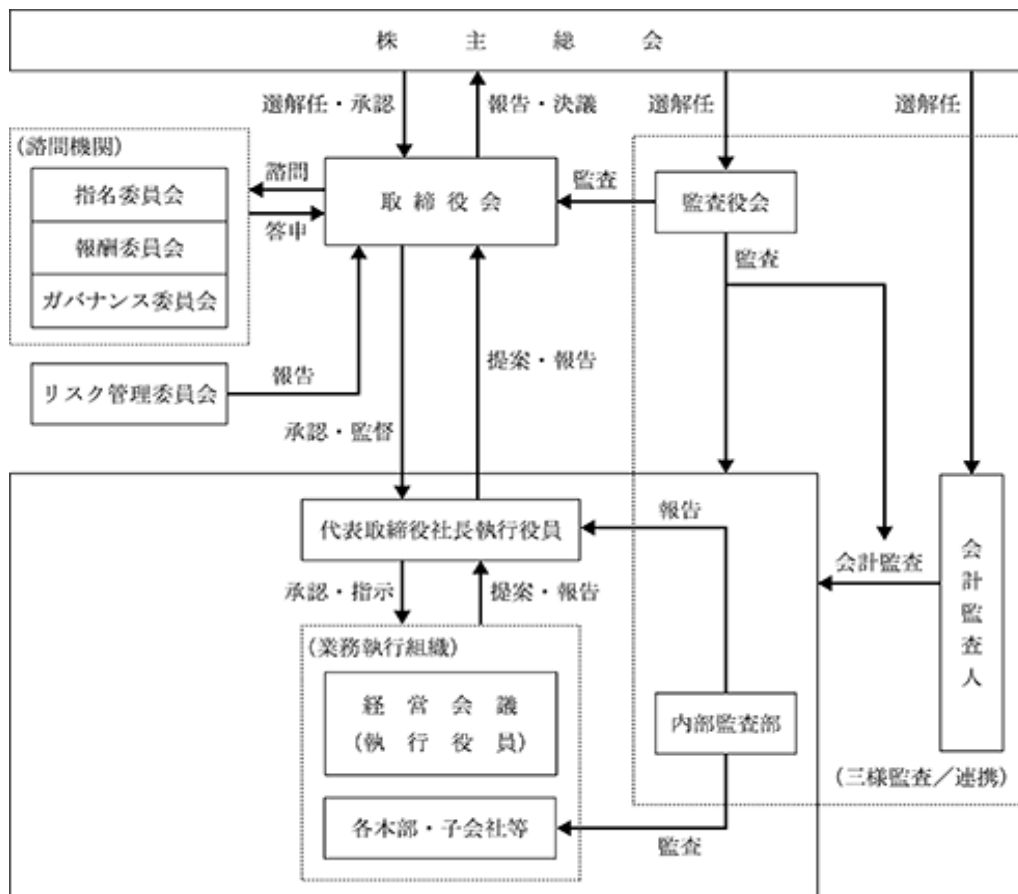 株主総会
選解任・承認
報告・決議
選解任
選解任
(諮問機関)
指名委員会
報酬委員会
ガバナンス委員会
諮問
答申
取締役会
監査
監査役会
監査
リスク管理委員会
報告
提案・報告
承認・監督
代表取締役社長執行役員
報告
承認・指示
提案・報告
会計監査
会計監査人
(業務執行組織)
経営会議
(執行役員)
内部監査部
各本部・子会社等
監査
(三様監査／連携)